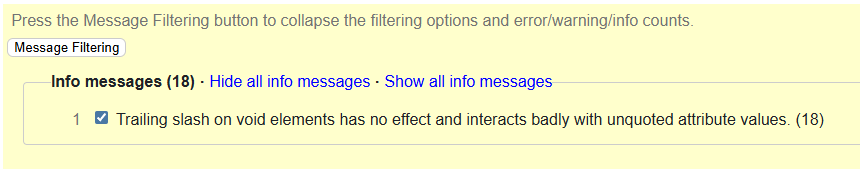 Press the Message Filtering button to collapse the filtering options and error/warning/info counts.
Message Filtering
Info messages (18) · Hide all info messages · Show all info messages
1 Trailing slash on void elements has no effect and interacts badly with unquoted attribute values. (18)